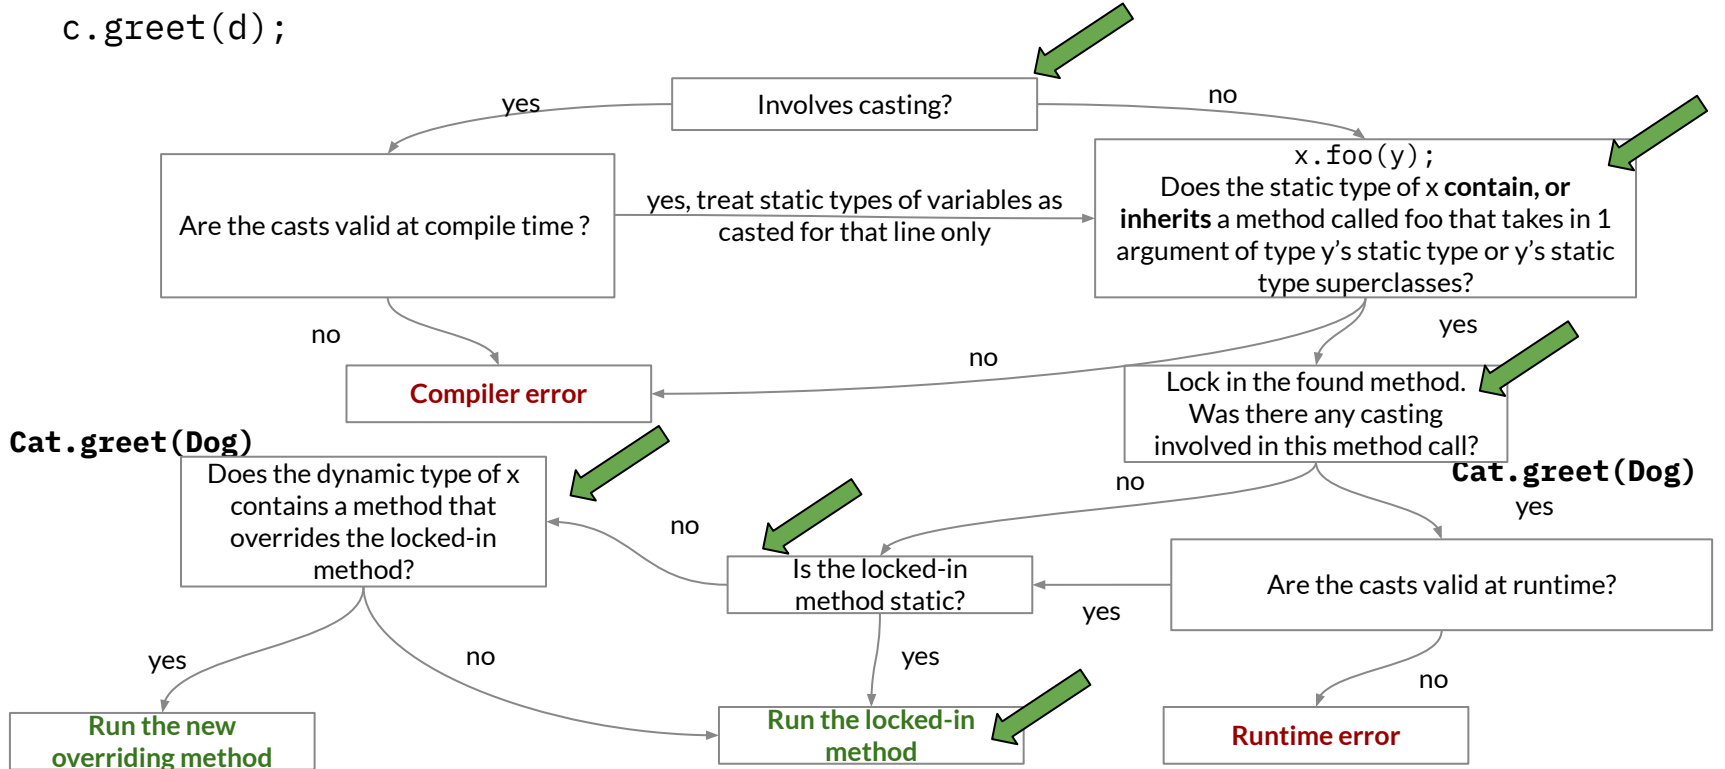 c.greet(d);
Involves casting?
yes
no
Are the casts valid at compile time ?
yes, treat static types of variables as
casted for that line only
x.foo(y);
Does the static type of x contain, or
inherits a method called foo that takes in 1
argument of type y’s static type or y’s static
type superclasses?
no
Compiler error
no
yes
Lock in the found method.
Was there any casting
involved in this method call?
Cat.greet(Dog)
Cat.greet(Dog)
Does the dynamic type of x
contains a method that
overrides the locked-in
method?
no
no
yes
Is the locked-in
method static?
yes
Are the casts valid at runtime?
yes
no
yes
no
Run the new
overriding method
Run the locked-in
method
Runtime error